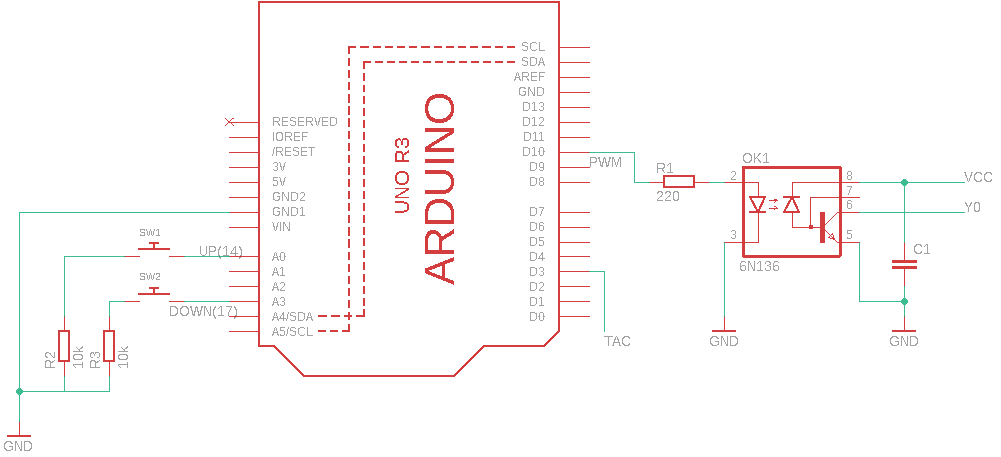 SCL
SDA
AREF
GND
D13
RESERVED
D12
IOREF
D11
/RESET
D10
PWM
3V
D9
5V
D8
GND2
GND1
D7
VIN
D6
D5
A0
D4
A1
D3
A2
D2
A3
D1
A4/SDA
D0
A5/SCL
UNO R3
ARDUINO
SW1
UP(14)
SW2
DOWN(17)
R2
10k
R3
10k
GND
TAC
R1
220
OK1
2
3
8
7
6
5
6N136
VCC
Y0
C1
GND
GND